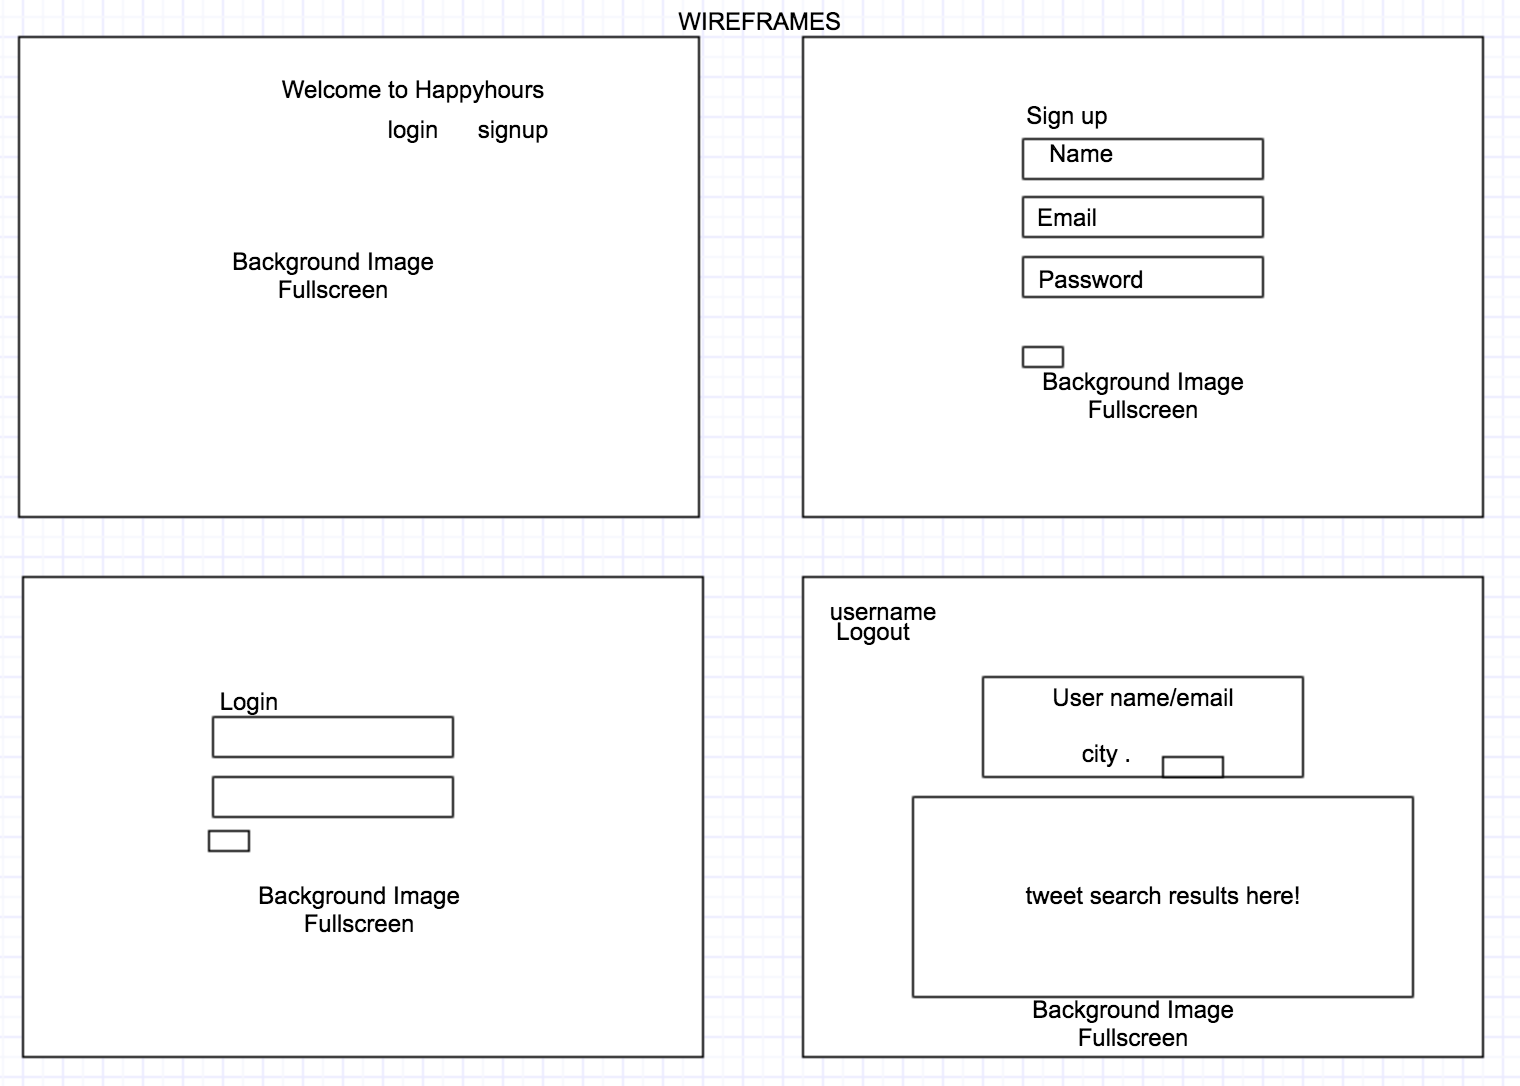 WIREFRAMES
Welcome to Happyhours
login signup
Background Image
Fullscreen
Sign up
Name
Email
Password
Background Image
Fullscreen
Login
Background Image
Fullscreen
username
Logout
User name/email
city .
tweet search results here!
Background Image
Fullscreen